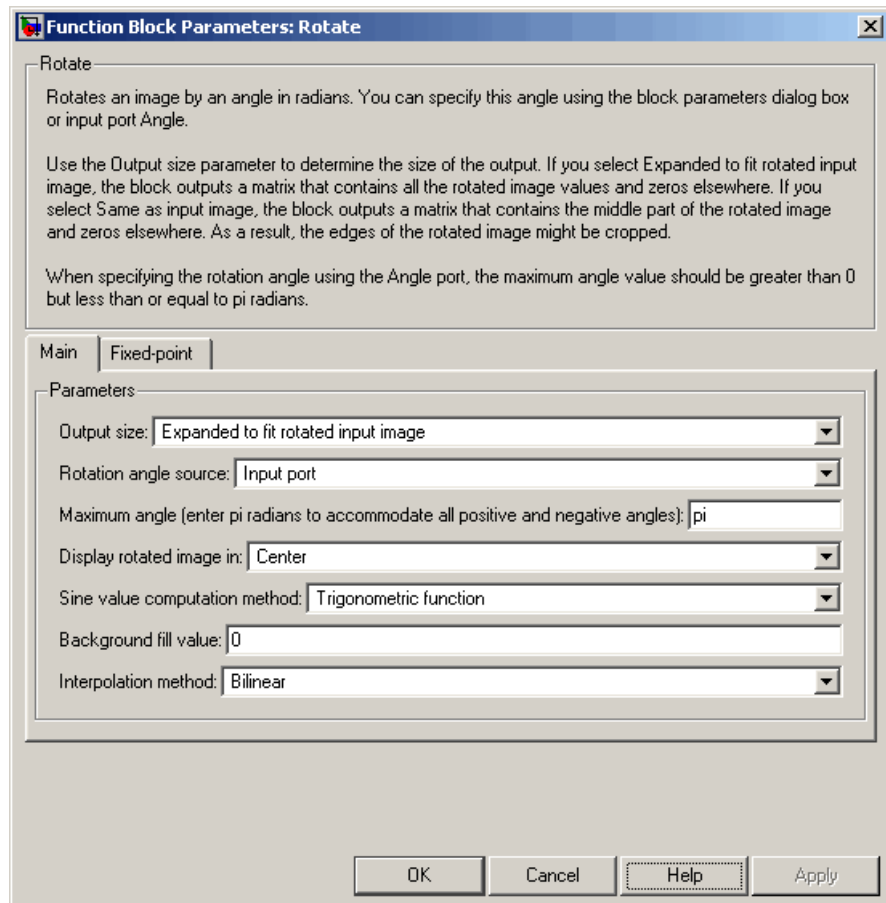 Function Block Parameters: Rotate
Rotate
Rotates an image by an angle in radians. You can specify this angle using the block parameters dialog box
or input port Angle.
Use the Output size parameter to determine the size of the output. If you select Expanded to fit rotated input
image, the block outputs a matrix that contains all the rotated image values and zeros elsewhere. If you
select Same as input image, the block outputs a matrix that contains the middle part of the rotated image
and zeros elsewhere. As a result, the edges of the rotated image might be cropped.
When specifying the rotation angle using the Angle port, the maximum angle value should be greater than 0
but less than or equal to pi radians.
Main Fixed-point
Parameters
Output size: Expanded to fit rotated input image
Rotation angle source: Input port
Maximum angle (enter pi radians to accommodate all positive and negative angles): pi
Display rotated image in: Center
Sine value computation method: Trigonometric function
Background fill value: 0
Interpolation method: Bilinear
OK Cancel Help Apply